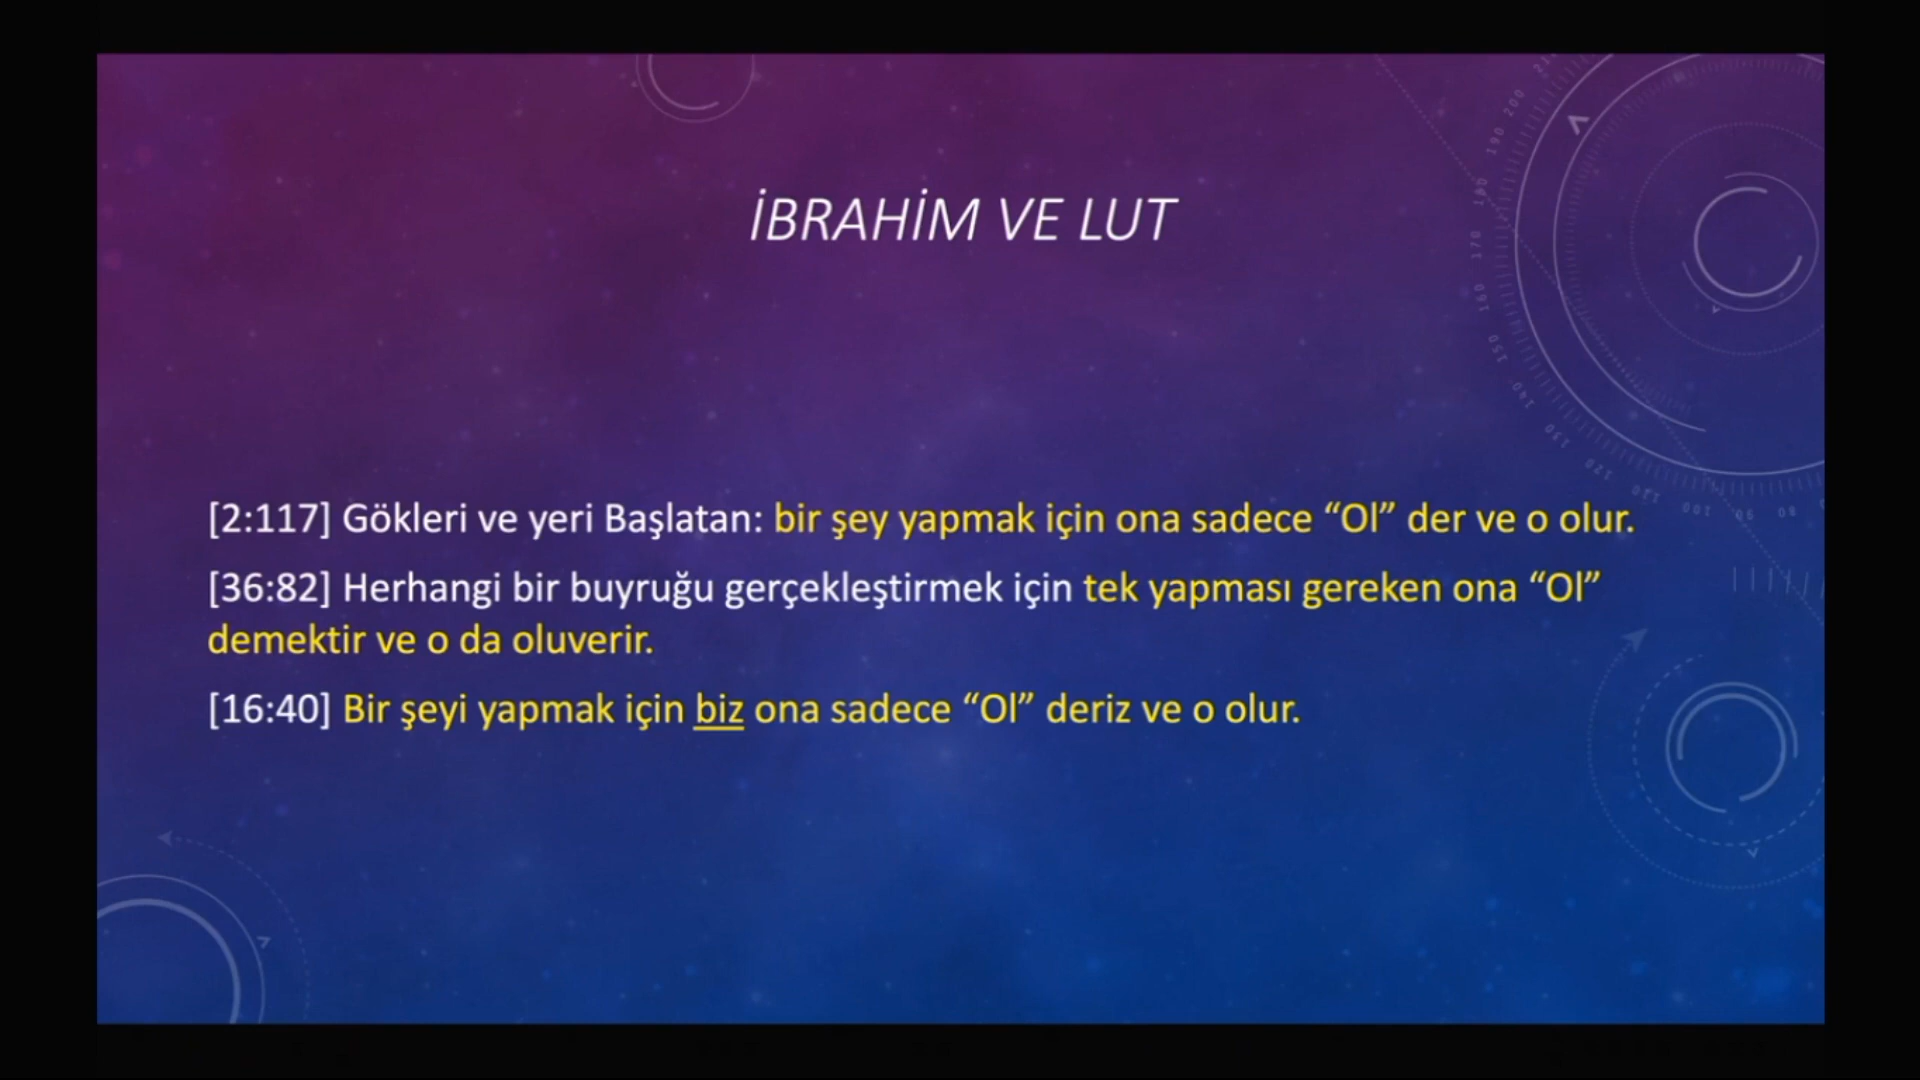 İBRAHİM VE LUT
[2:117] Gökleri ve yeri Başlatan: bir şey yapmak için ona sadece “Ol” der ve o olur.
[36:82] Herhangi bir buyruğu gerçekleştirmek için tek yapması gereken ona “Ol”
demektir ve o da oluverir.
[16:40] Bir şeyi yapmak için biz ona sadece “Ol” deriz ve o olur.